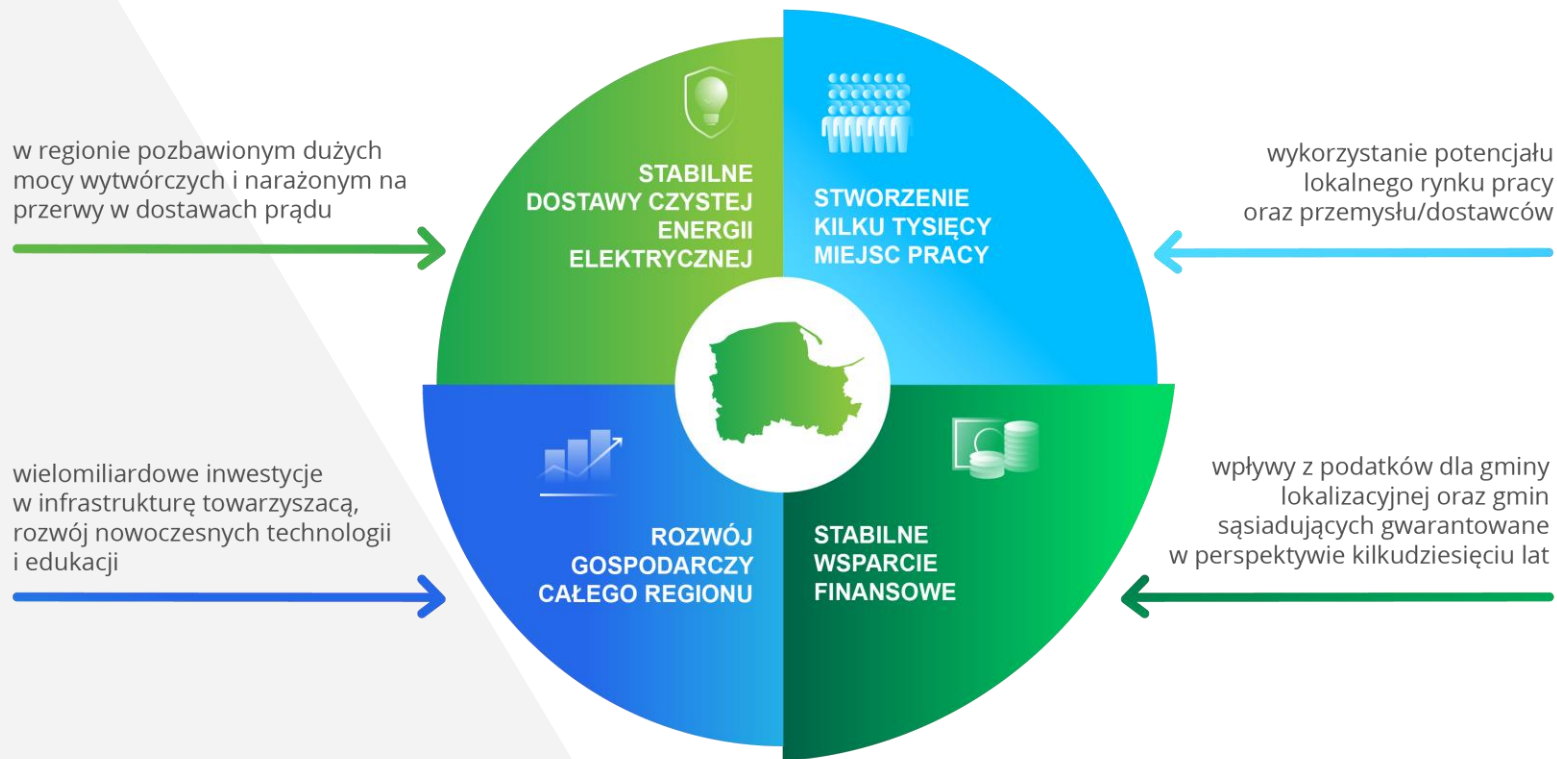 w regionie pozbawionym dużych
mocy wytwórczych i narażonym na
przerwy w dostawach prądu
STABILNE
DOSTAWY CZYSTEJ
ENERGII
ELEKTRYCZNEJ
STWORZENIE
KILKU TYSIĘCY
MIEJSC PRACY
wykorzystanie potencjału
lokalnego rynku pracy
oraz przemysłu/dostawców
wielomiliardowe inwestycje
w infrastrukturę towarzyszacą,
rozwój nowoczesnych technologii
i edukacji
ROZWÓJ
GOSPODARCZY
CAŁEGO REGIONU
STABILNE
WSPARCIE
FINANSOWE
wpływy z podatków dla gminy
lokalizacyjnej oraz gmin
sąsiadujących gwarantowane
w perspektywie kilkudziesięciu lat